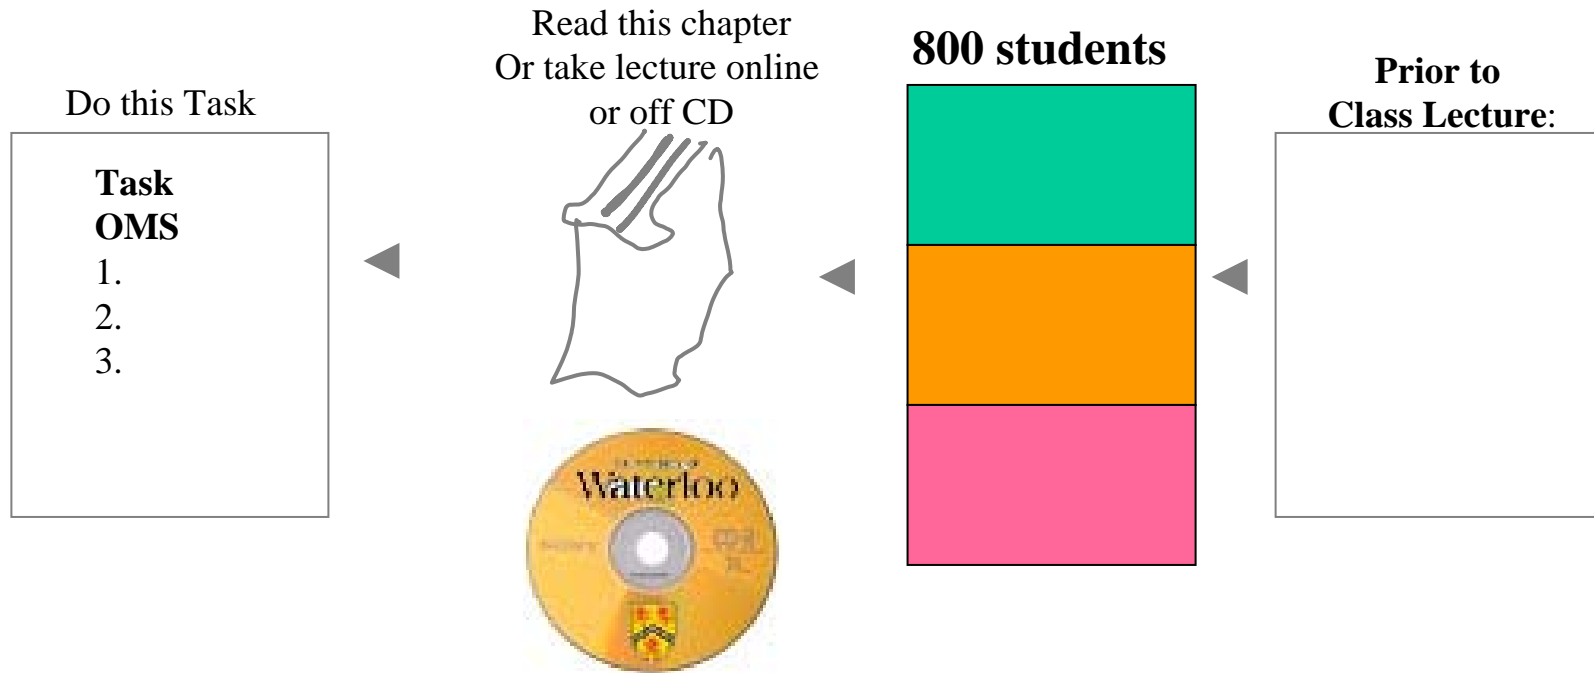 Do this Task
Task
OMS
1.
2.
3.
Read this chapter
Or take lecture online
or off CD
Waterloo
800 students
Prior to
Class Lecture: